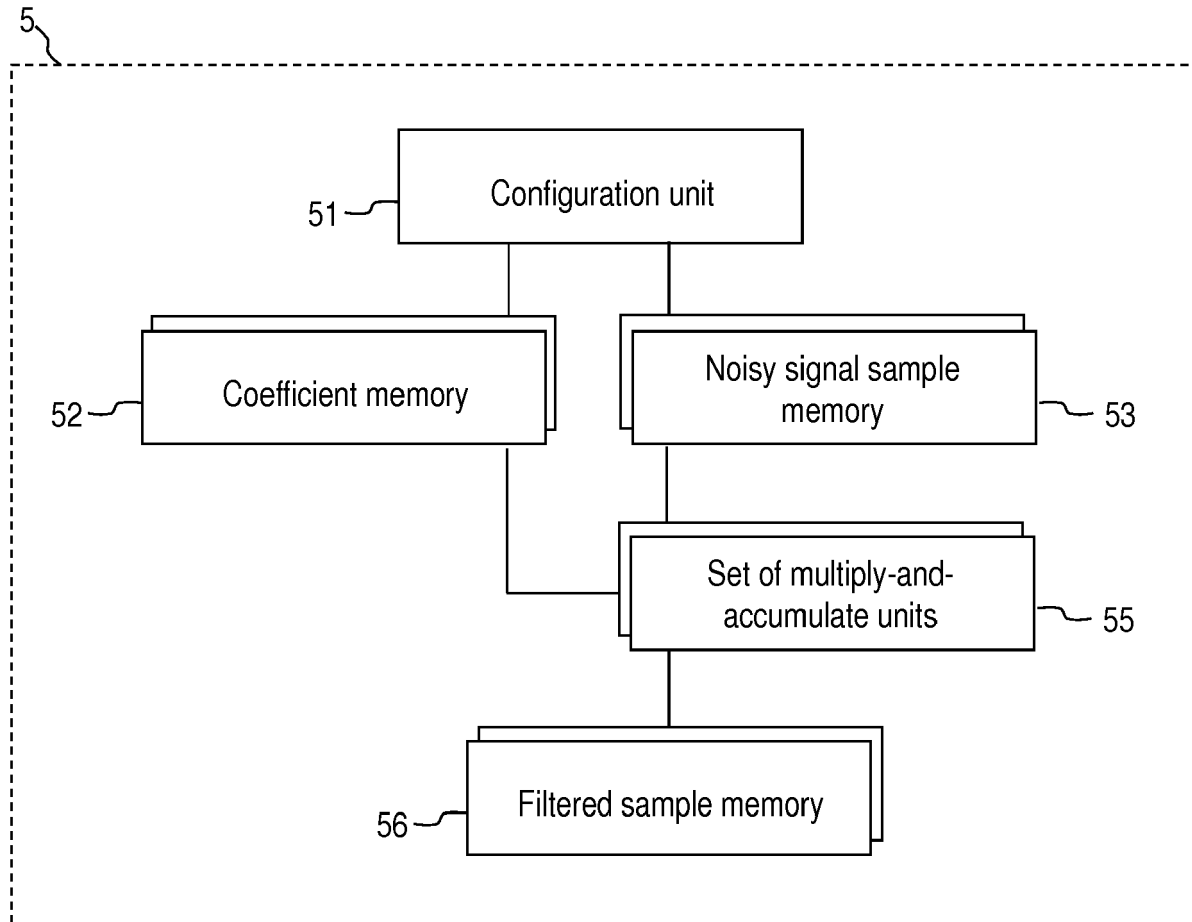 5
Configuration unit
51
Coefficient memory
52
Noisy signal sample
memory
53
Set of multiply-and-
accumulate units
55
Filtered sample memory
56